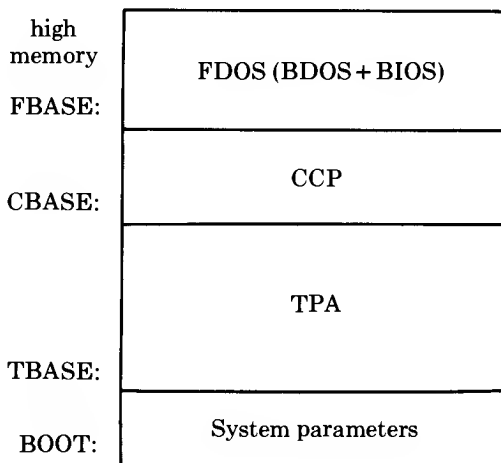 high
memory
FDOS (BDOS + BIOS)
FBASE:
CCP
CBASE:
TPA
TBASE:
System parameters
BOOT: